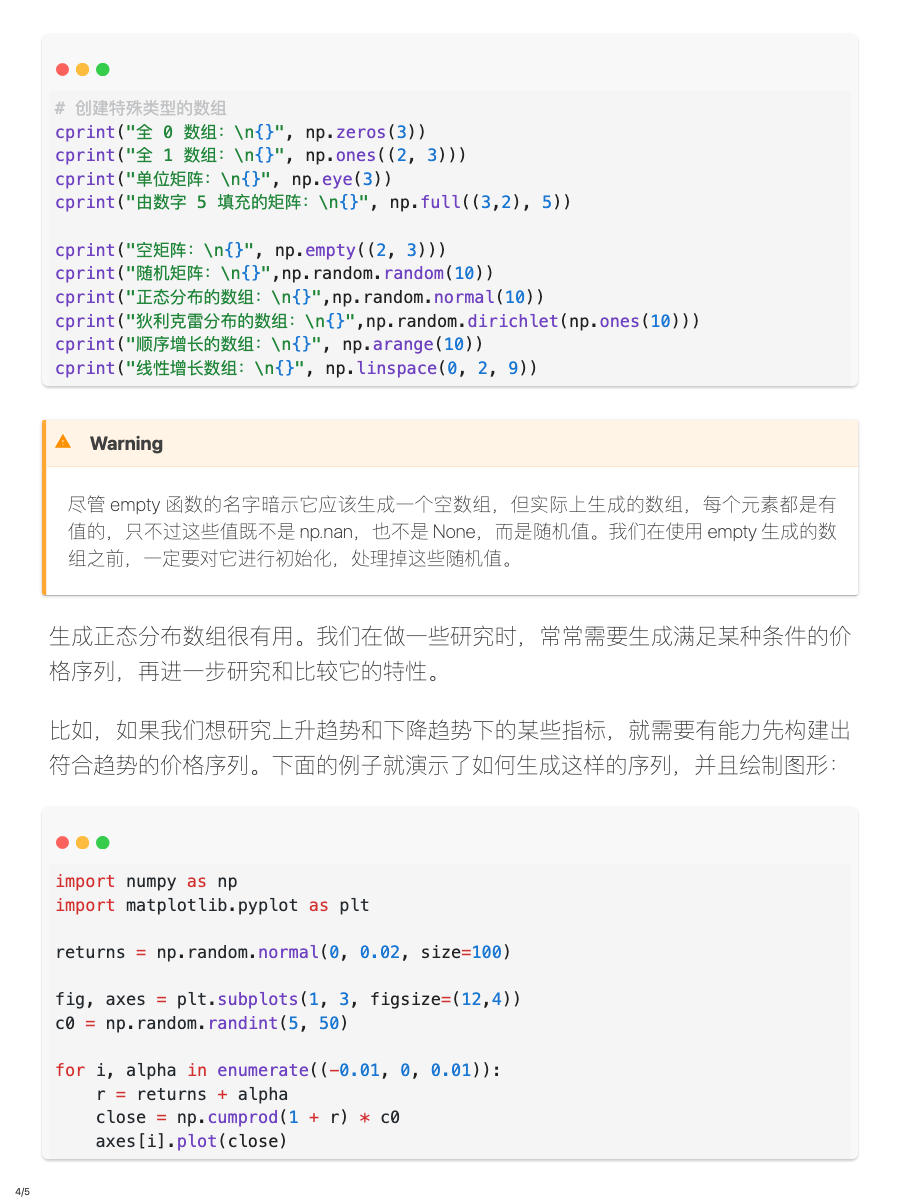 # 创建特殊类型的数组
cprint("全 0 数组：\n{}", np.zeros(3))
cprint("全 1 数组：\n{}", np.ones((2, 3)))
cprint("单位矩阵：\n{}", np.eye(3))
cprint("由数字 5 填充的矩阵：\n{}", np.full((3,2), 5))
cprint("空矩阵：\n{}", np.empty((2, 3)))
cprint("随机矩阵：\n{}",np.random.random(10))
cprint("正态分布的数组：\n{}",np.random.normal(10))
cprint("狄利克雷分布的数组：\n{}",np.random.dirichlet(np.ones(10)))
cprint("顺序增长的数组：\n{}", np.arange(10))
cprint("线性增长数组：\n{}", np.linspace(0, 2, 9))
Warning
尽管 empty 函数的名字暗示它应该生成一个空数组，但实际上生成的数组，每个元素都是有
值的，只不过这些值既不是 np.nan，也不是 None，而是随机值。我们在使用 empty 生成的数
组之前，一定要对它进行初始化，处理掉这些随机值。
生成正态分布数组很有用。我们在做一些研究时，常常需要生成满足某种条件的价
格序列，再进一步研究和比较它的特性。
比如，如果我们想研究上升趋势和下降趋势下的某些指标，就需要有能力先构建出
符合趋势的价格序列。下面的例子就演示了如何生成这样的序列，并且绘制图形：
import numpy as np
import matplotlib.pyplot as plt
returns = np.random.normal(0, 0.02, size=100)
fig, axes = plt.subplots(1, 3, figsize=(12,4))
c0 = np.random.randint(5, 50)
for i, alpha in enumerate((-0.01, 0, 0.01)):
    r = returns + alpha
    close = np.cumprod(1 + r) * c0
    axes[i].plot(close)
4/5